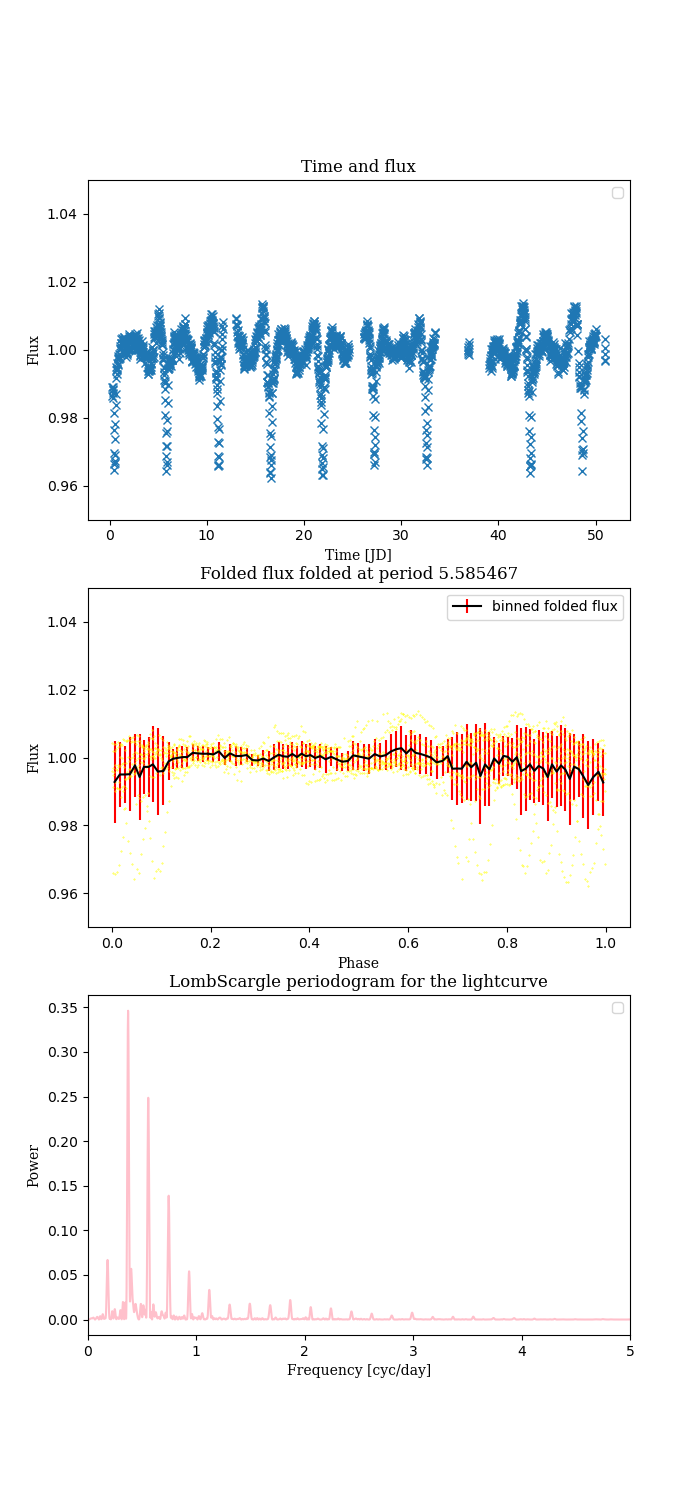 Time and flux
1.04
1.02
1.00
0.98
0.96
Flux
0 10 20 30 40 50
Time [JD]
Folded flux folded at period 5.585467
binned folded flux
1.04
1.02
1.00
0.98
0.96
Flux
0.0 0.2 0.4 0.6 0.8 1.0
Phase
LombScargle periodogram for the lightcurve
0.35
0.30
0.25
0.20
0.15
0.10
0.05
0.00
Power
0 1 2 3 4 5
Frequency [cyc/day]